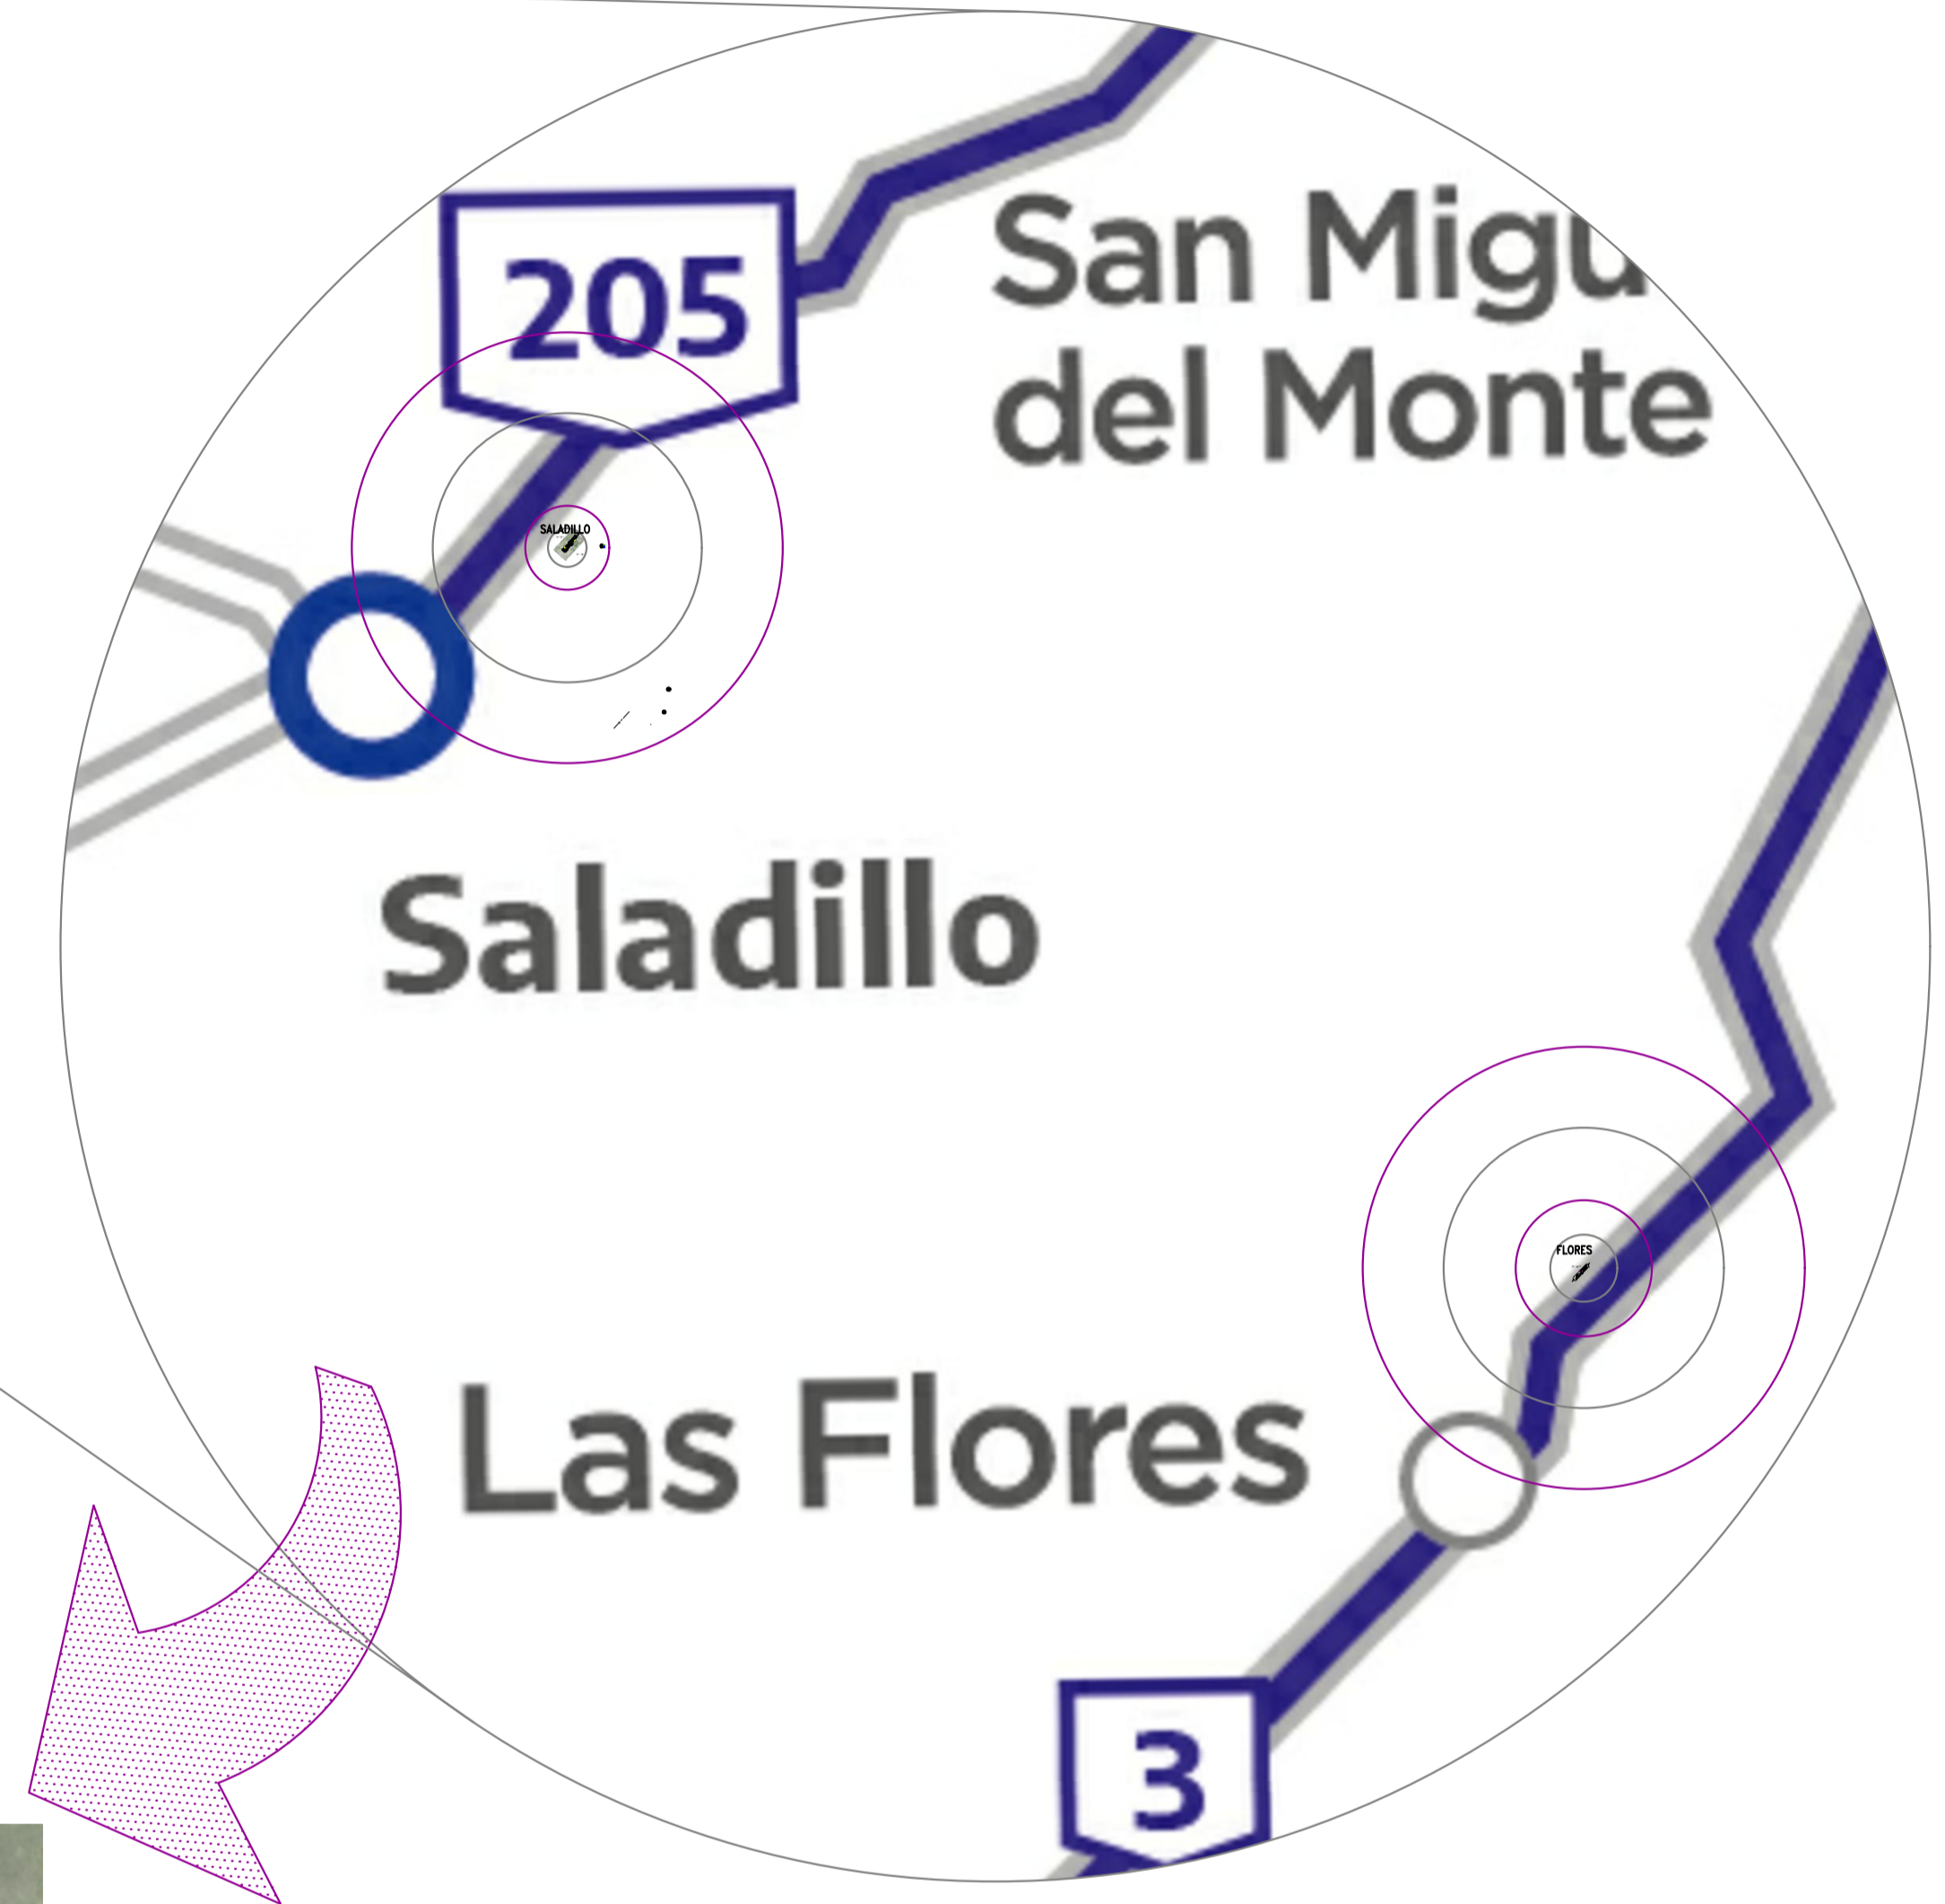 205
San Migu
del Monte
SALADILLO
Saladillo
FLORES
Las Flores
3